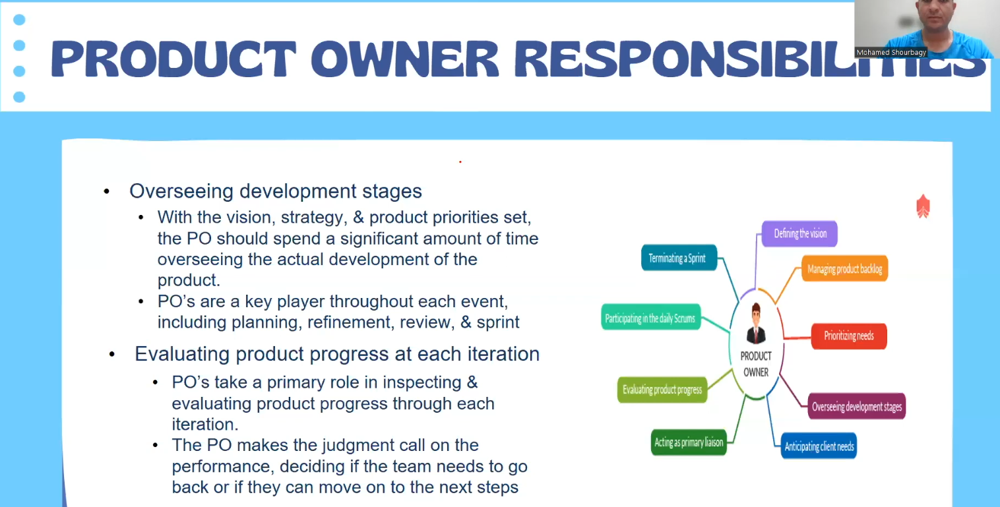 PRODUCT OWNER RESPONSIBILITIES
Mohamed Shourbagy
• Overseeing development stages
• With the vision, strategy, & product priorities set,
the PO should spend a significant amount of time
overseeing the actual development of the
product.
• PO’s are a key player throughout each event,
including planning, refinement, review, & sprint
• Evaluating product progress at each iteration
• PO’s take a primary role in inspecting &
evaluating product progress through each
iteration.
• The PO makes the judgment call on the
performance, deciding if the team needs to go
back or if they can move on to the next steps
Defining the vision
Terminating a Sprint
Managing product backlog
Participating in the daily Scrums
Prioritizing needs
PRODUCT
OWNER
Evaluating product progress
Overseeing development stages
Acting as primary liaison
Anticipating client needs